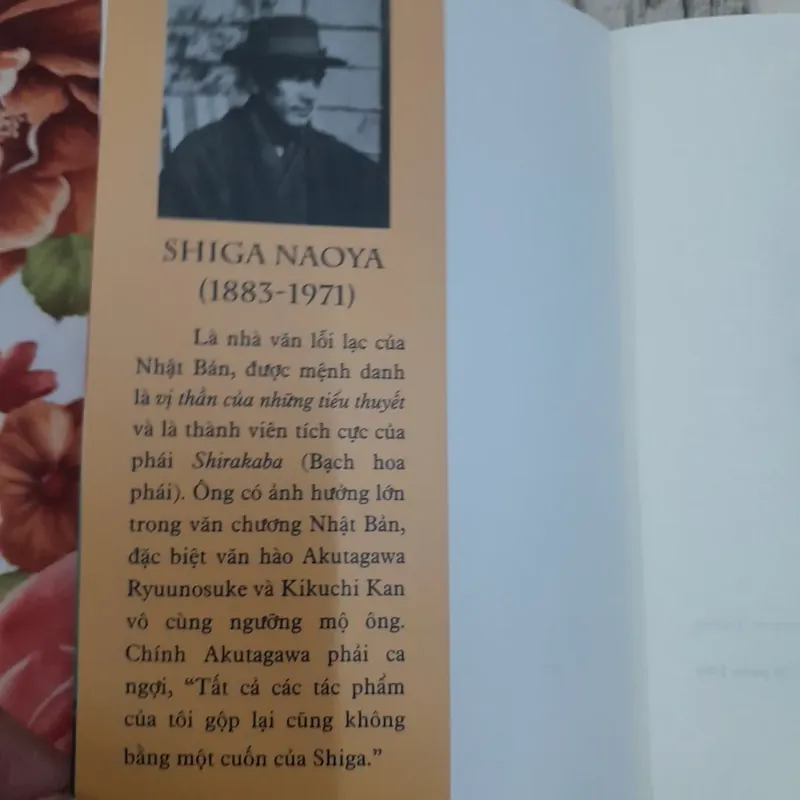 SHIGA NAOYA
(1883-1971)
Là nhà văn lỗi lạc của
Nhật Bản, được mệnh danh
là vị thần của những tiểu thuyết
và là thành viên tích cực của
phái Shirakaba (Bạch hoa
phái). Ông có ảnh hưởng lớn
trong văn chương Nhật Bản,
đặc biệt văn hào Akutagawa
Ryuunosuke và Kikuchi Kan
vô cùng ngưỡng mộ ông.
Chính Akutagawa phải ca
ngợi, “Tất cả các tác phẩm
của tôi gộp lại cũng không
bằng một cuốn của Shiga.”